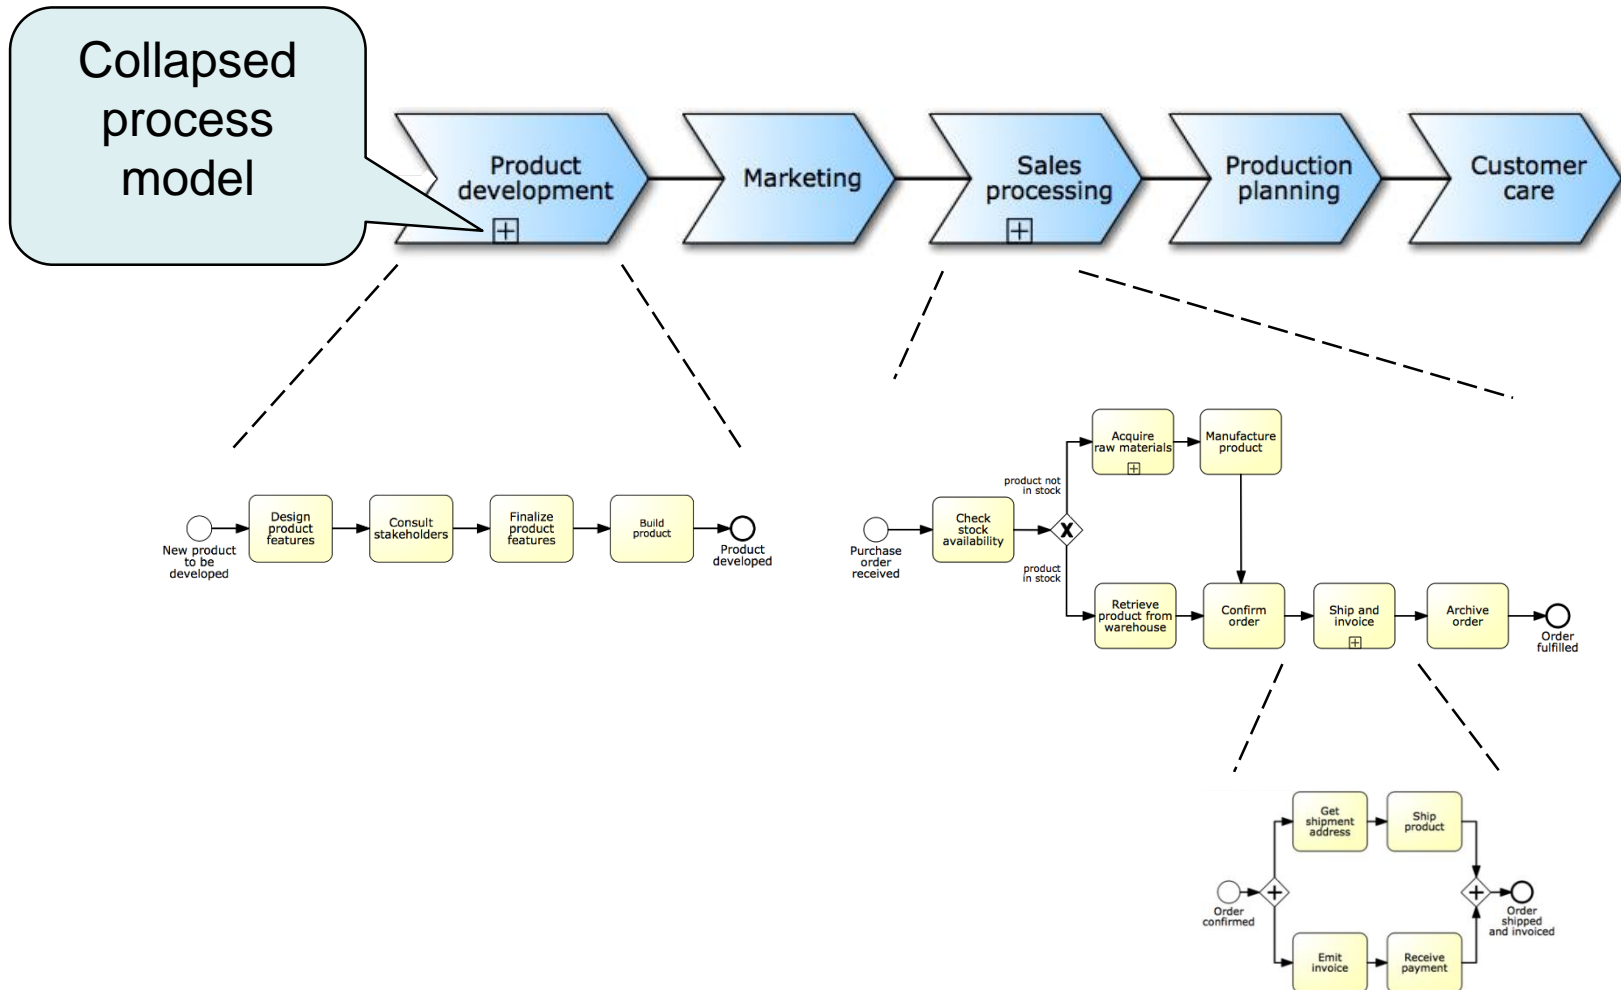 Collapsed
process
model
Product
development
Marketing
Sales
processing
Production
planning
Customer
care
New product
to be
developed
Design
product
features
Consult
stakeholders
Finalize
product
features
Build
product
Product
developed
Purchase
order
received
Check
stock
availability
X
product not
in stock
product
in stock
Acquire
raw materials
Manufacture
product
Retrieve
product from
warehouse
Confirm
order
Ship and
invoice
Archive
order
Order
fulfilled
Order
confirmed
Get
shipment
address
Ship
product
Emit
invoice
Receive
payment
Order
shipped
and invoiced